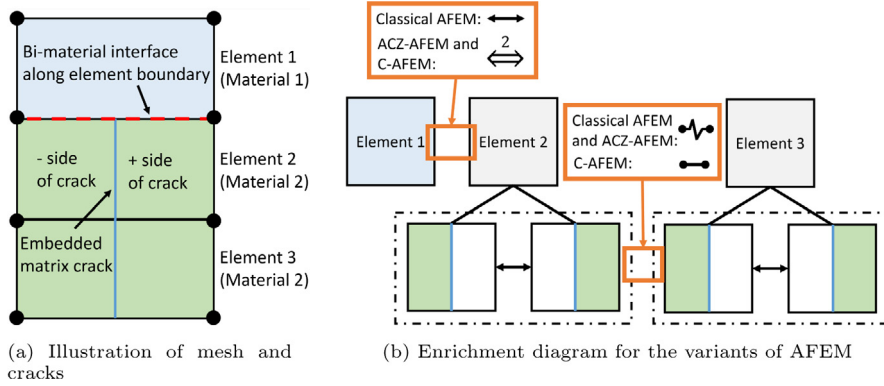 Bi-material interface
along element boundary
Element 1
(Material 1)
- side
of crack
+ side
of crack
Element 2
(Material 2)
Embedded
matrix crack
Element 3
(Material 2)
(a) Illustration of mesh and
cracks
Classical AFEM:
ACZ-AFEM and
C-AFEM:
2
Element 1
Element 2
Classical AFEM
and ACZ-AFEM:
C-AFEM:
Element 3
(b) Enrichment diagram for the variants of AFEM